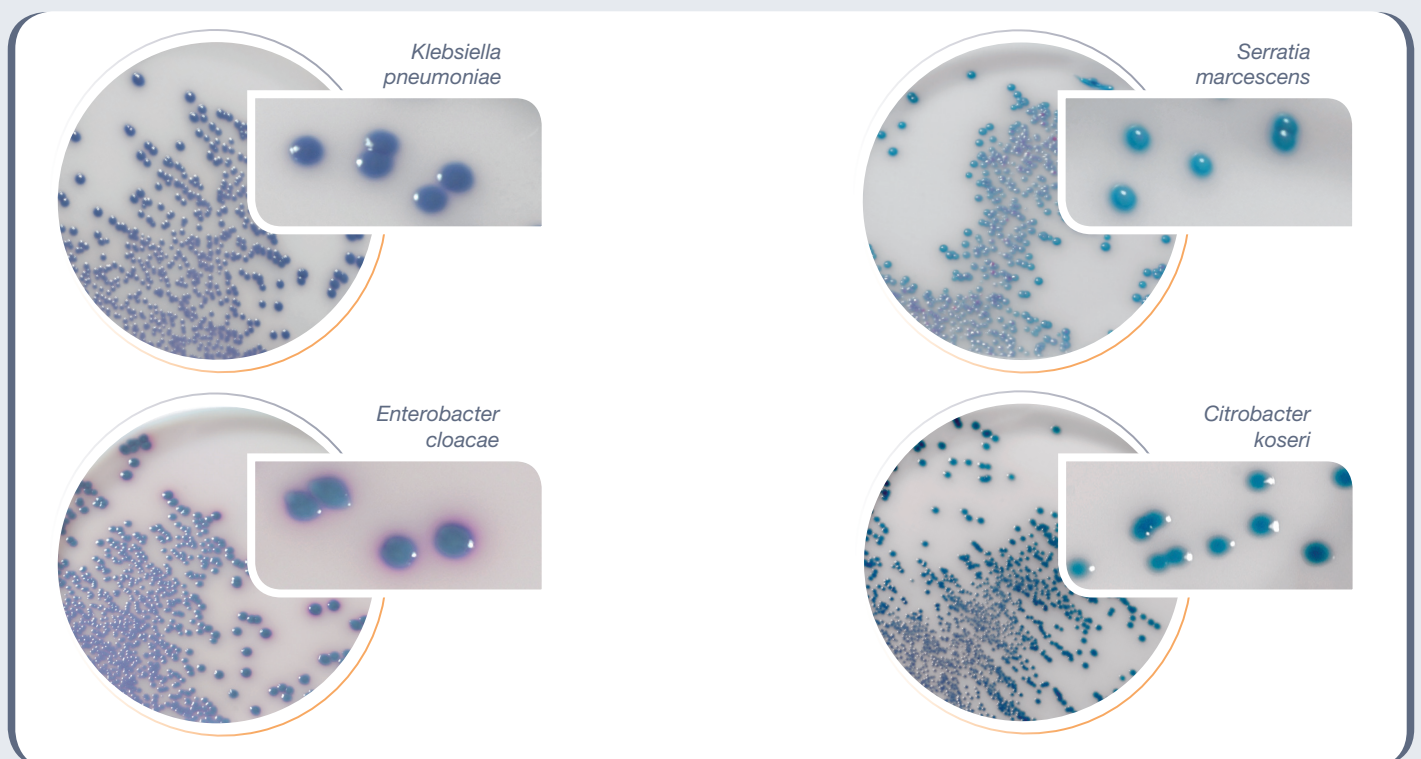 Klebsiella
pneumoniae
Serratia
marcescens
Enterobacter
cloacae
Citrobacter
koseri